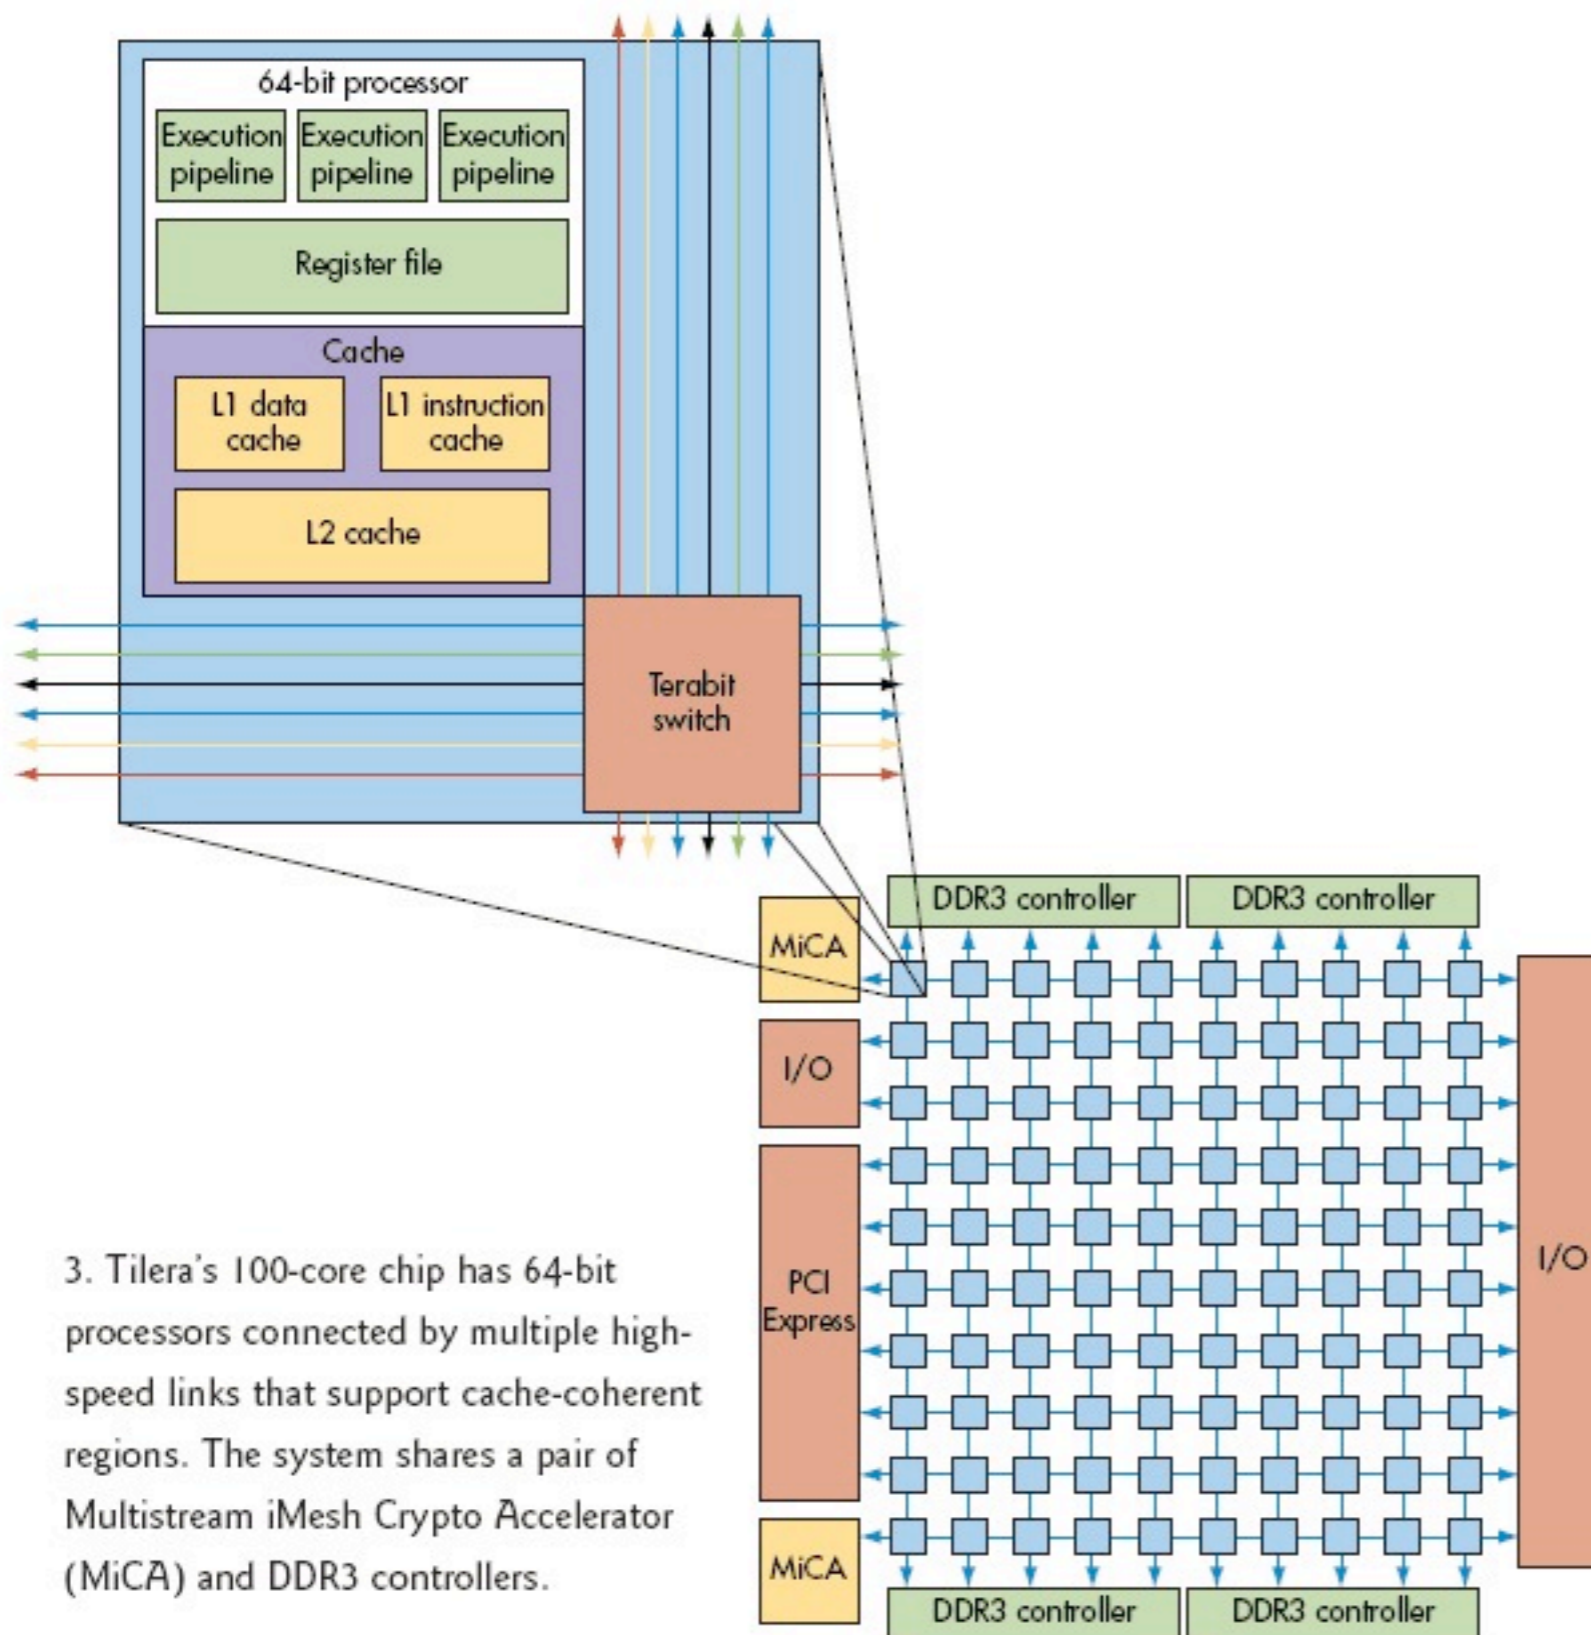 64-bit processor
Execution pipeline
Execution pipeline
Execution pipeline
Register file
Cache
L1 data
cache
L1 instruction
cache
L2 cache
Terabit
switch
DDR3 controller
DDR3 controller
MiCA
I/O
PCI
Express
I/O
MiCA
DDR3 controller
DDR3 controller
3. Tilera's 100-core chip has 64-bit
processors connected by multiple high-
speed links that support cache-coherent
regions. The system shares a pair of
Multistream iMesh Crypto Accelerator
(MiCA) and DDR3 controllers.